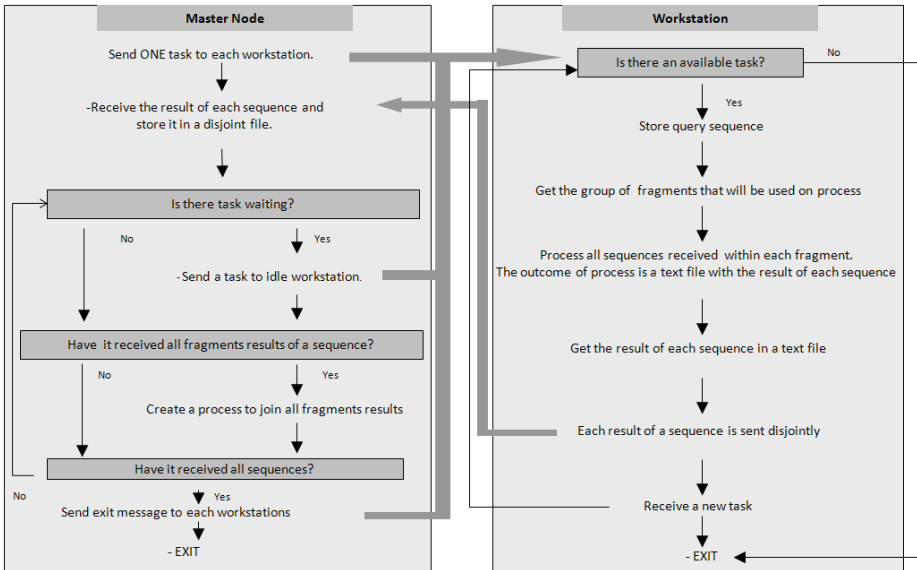 Master Node
Send ONE task to each workstation.
-Receive the result of each sequence and
store it in a disjoint file.
Is there task waiting?
No
Yes
- Send a task to idle workstation.
Have it received all fragments results of a sequence?
No
Yes
Create a process to join all fragments results
Have it received all sequences?
No
Yes
Send exit message to each workstations
- EXIT
Workstation
Is there an available task?
No
Yes
Store query sequence
Get the group of fragments that will be used on process
Process all sequences received within each fragment.
The outcome of process is a text file with the result of each sequence
Get the result of each sequence in a text file
Each result of a sequence is sent disjointly
Receive a new task
- EXIT